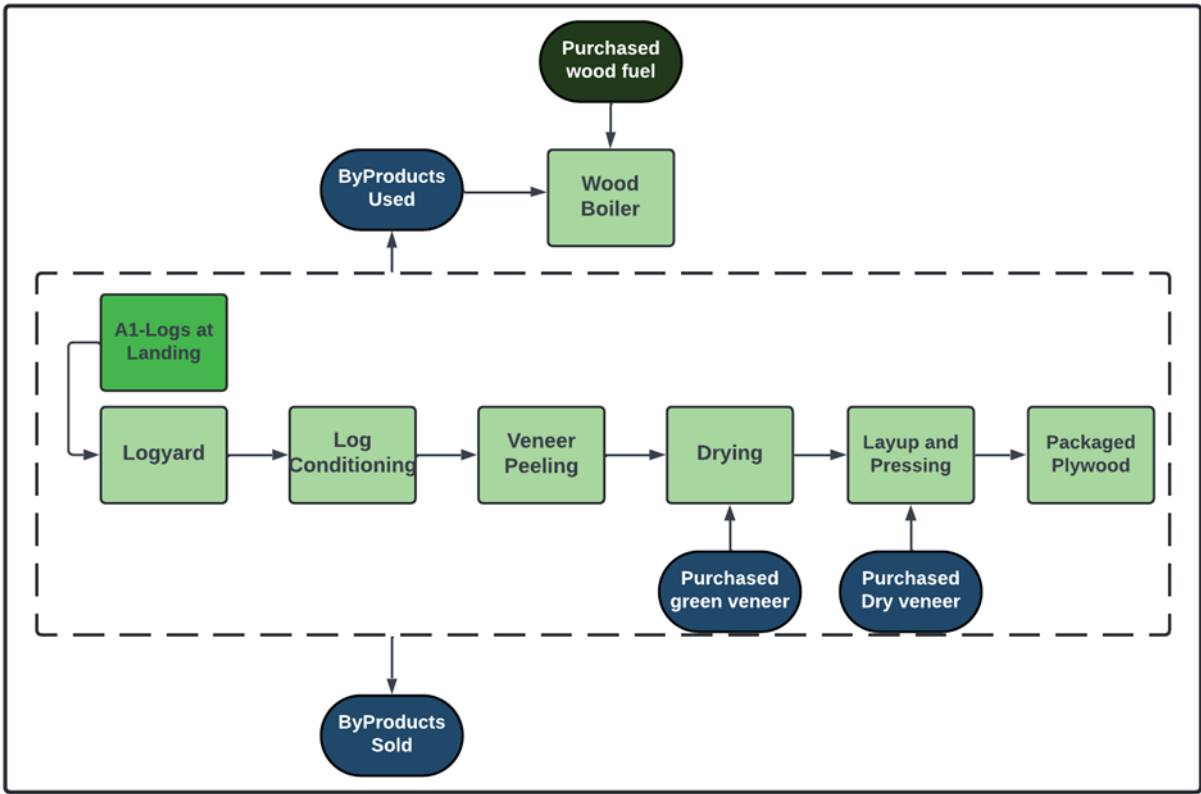 Purchased
wood fuel
ByProducts
Used
Wood
Boiler
A1-Logs at
Landing
Logyard
Log
Conditioning
Veneer
Peeling
Drying
Layup and
Pressing
Packaged
Plywood
Purchased
green veneer
Purchased
Dry veneer
ByProducts
Sold